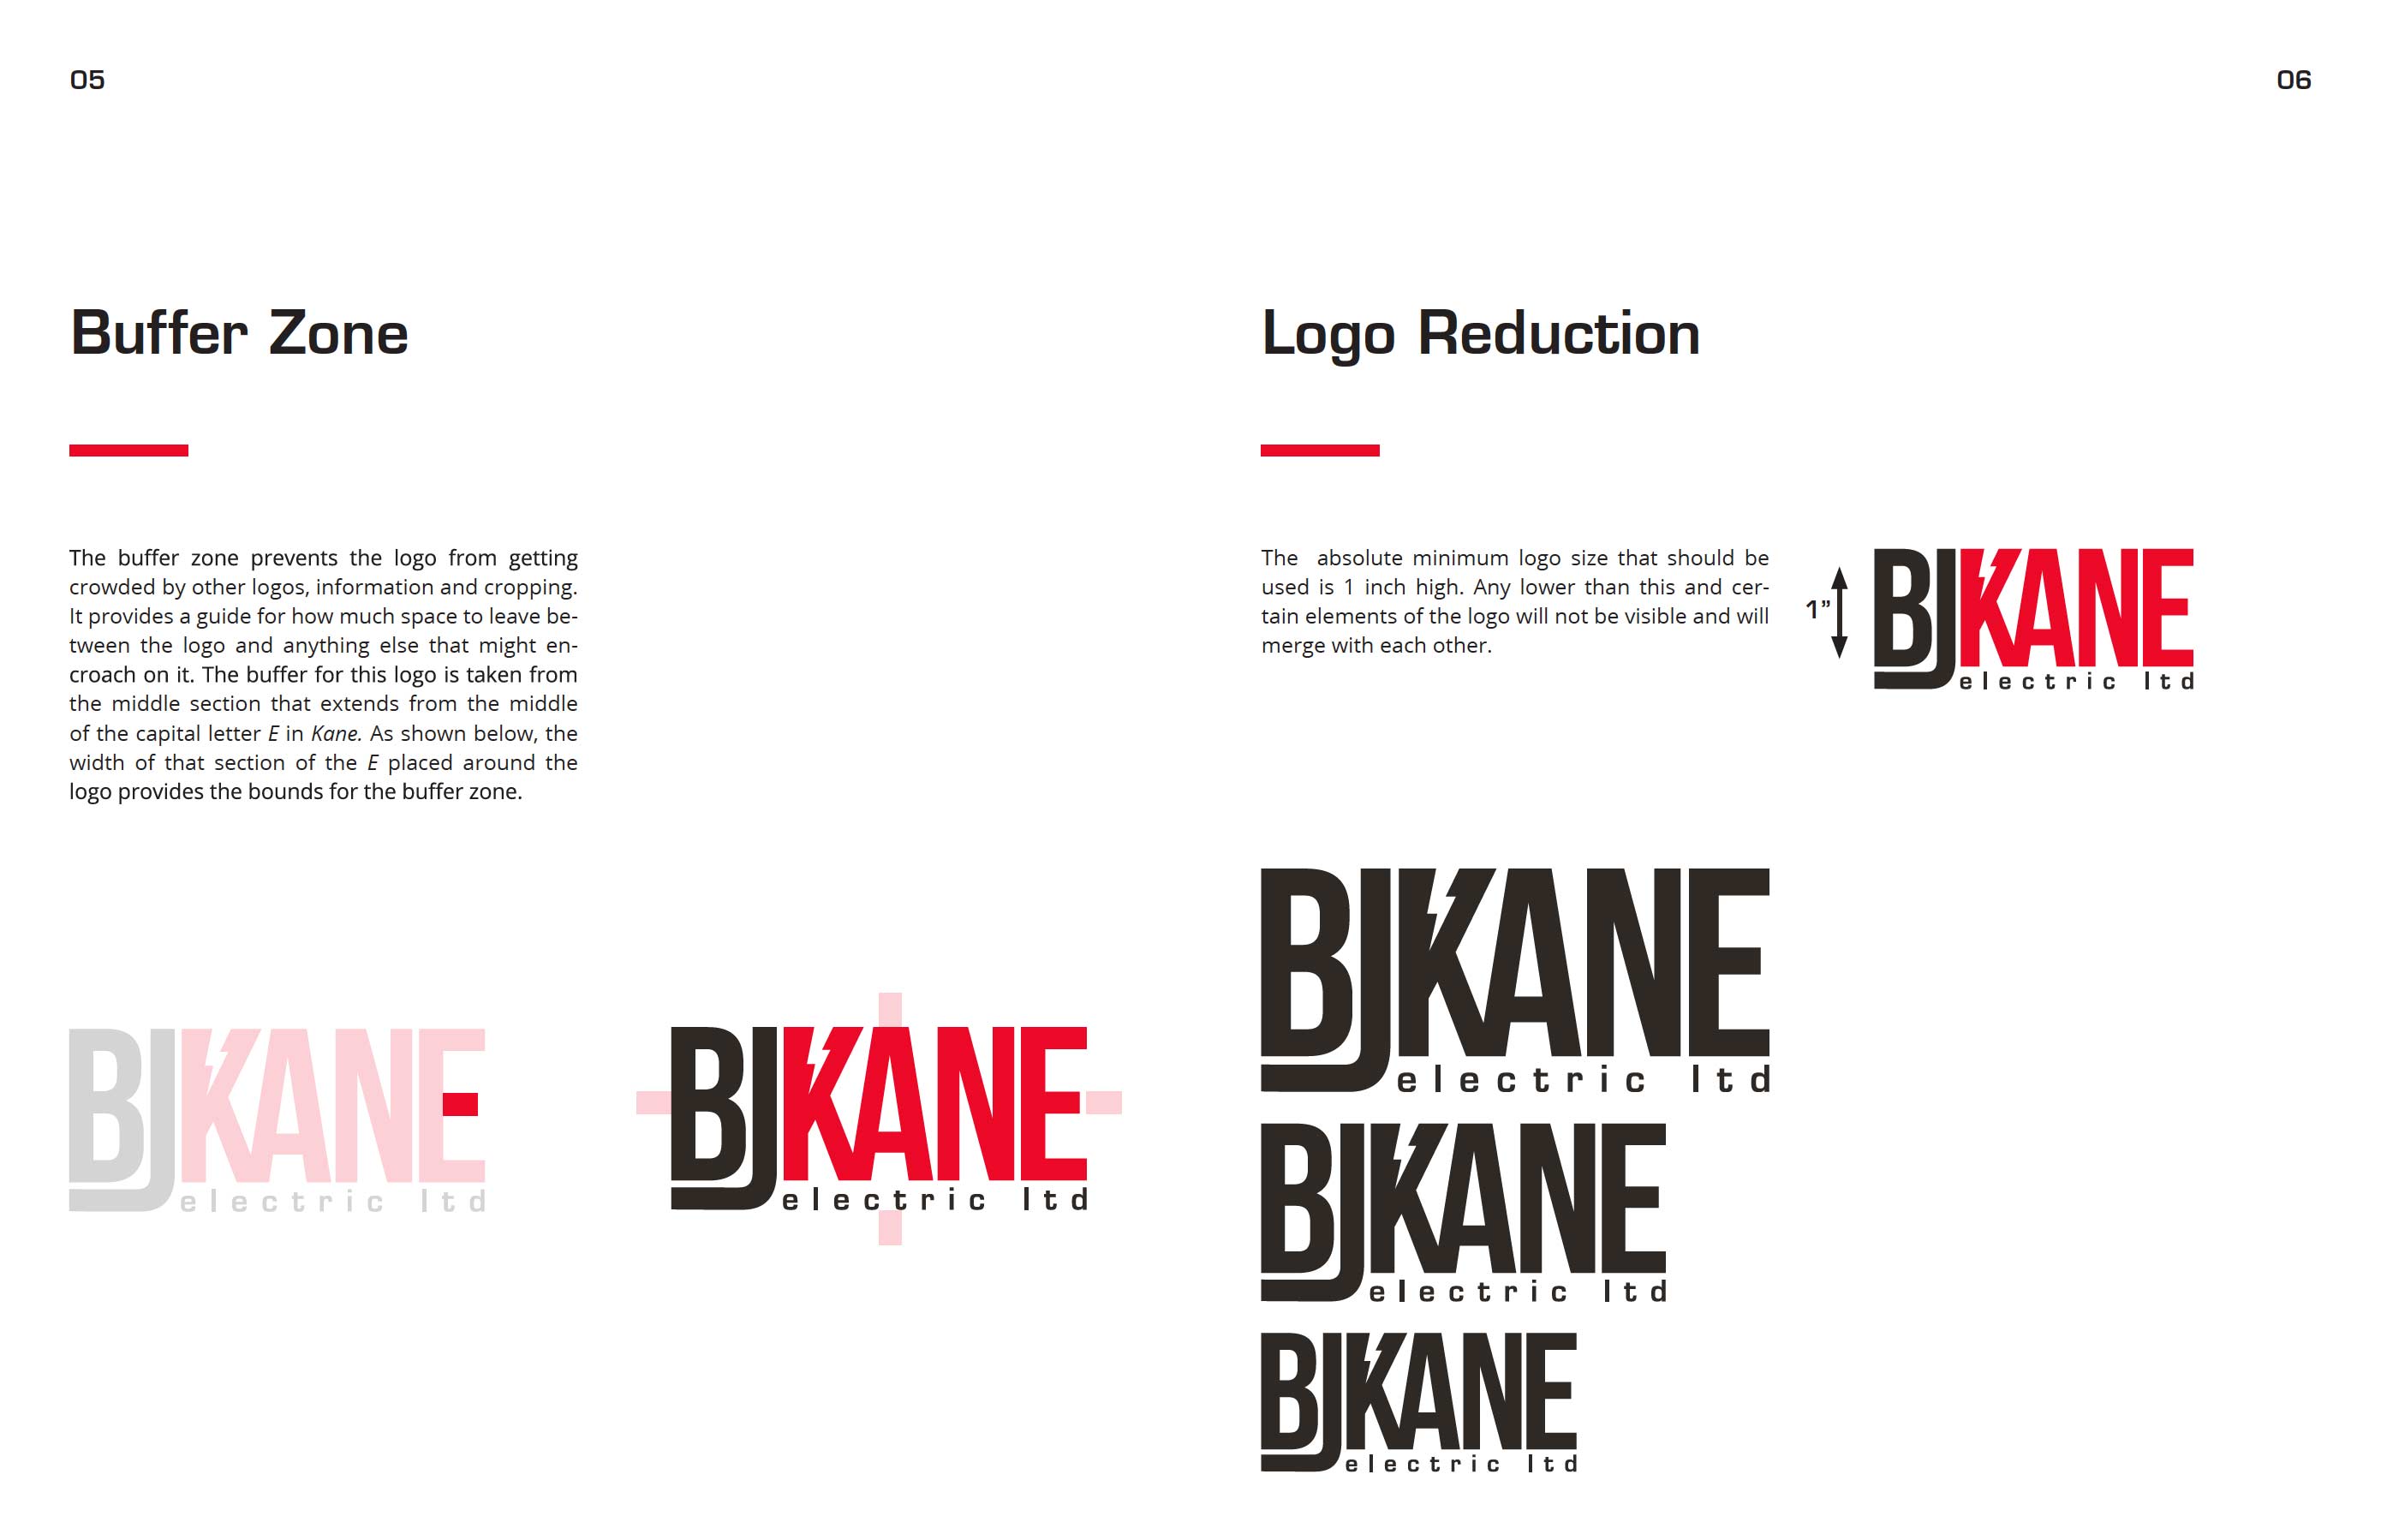 05
06
Buffer Zone
The buffer zone prevents the logo from getting
crowded by other logos, information and cropping.
It provides a guide for how much space to leave be-
tween the logo and anything else that might en-
croach on it. The buffer for this logo is taken from
the middle section that extends from the middle
of the capital letter E in Kane. As shown below, the
width of that section of the E placed around the
logo provides the bounds for the buffer zone.
BJKANE
electric ltd
BJKANE
electric ltd
Logo Reduction
The absolute minimum logo size that should be
used is 1 inch high. Any lower than this and cer-
tain elements of the logo will not be visible and will
merge with each other.
1”
BJKANE
electric ltd
BJKANE
electric ltd
BJKANE
electric ltd
BJKANE
electric ltd